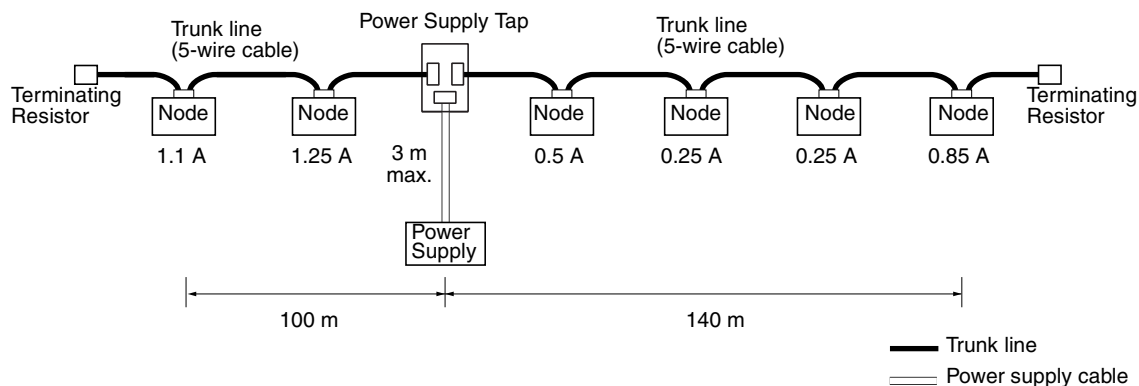 Power Supply Tap
Trunk line
(5-wire cable)
Trunk line
(5-wire cable)
Terminating
Resistor
Node
Node
Node
Node
Node
Node
Terminating
Resistor
1.1 A
1.25 A
3 m
max.
0.5 A
0.25 A
0.25 A
0.85 A
Power
Supply
100 m
140 m
Trunk line
Power supply cable